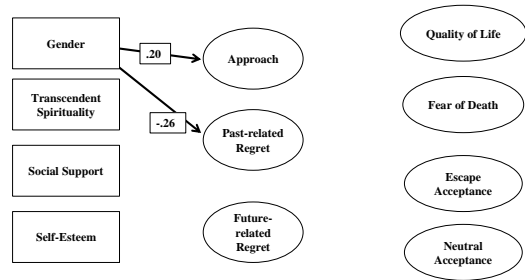 Gender
.20
Approach
Quality of Life
Transcendent
Spirituality
-.26
Fear of Death
Past-related
Regret
Social Support
Escape
Acceptance
Self-Esteem
Future-
related
Regret
Neutral
Acceptance